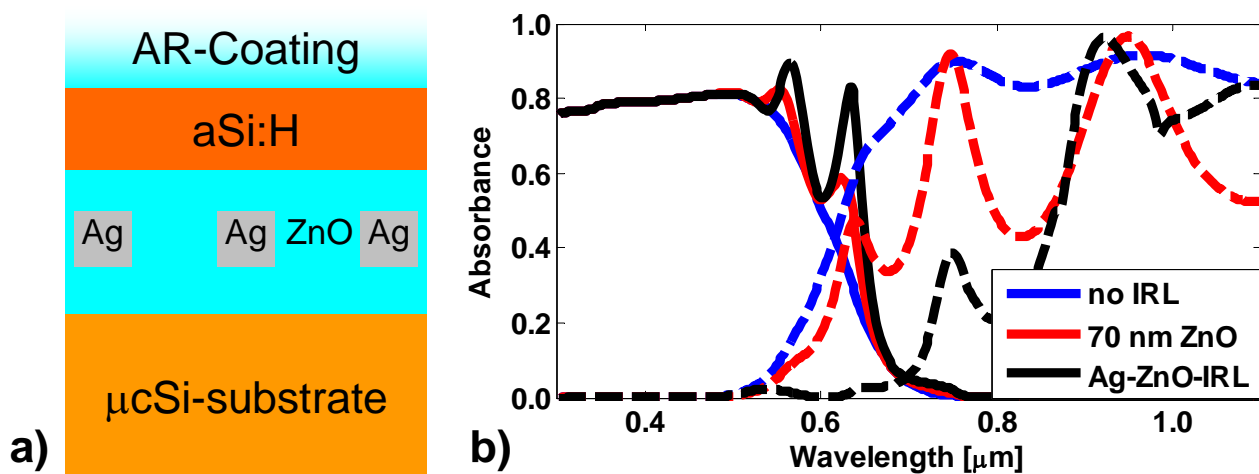 AR-Coating
aSi:H
Ag
Ag ZnO Ag
μcSi-substrate
a)
b)
Absorbance
1.0
0.8
0.6
0.4
0.2
0.0
0.4 0.6 0.8 1.0
Wavelength [μm]
no IRL
70 nm ZnO
Ag-ZnO-IRL